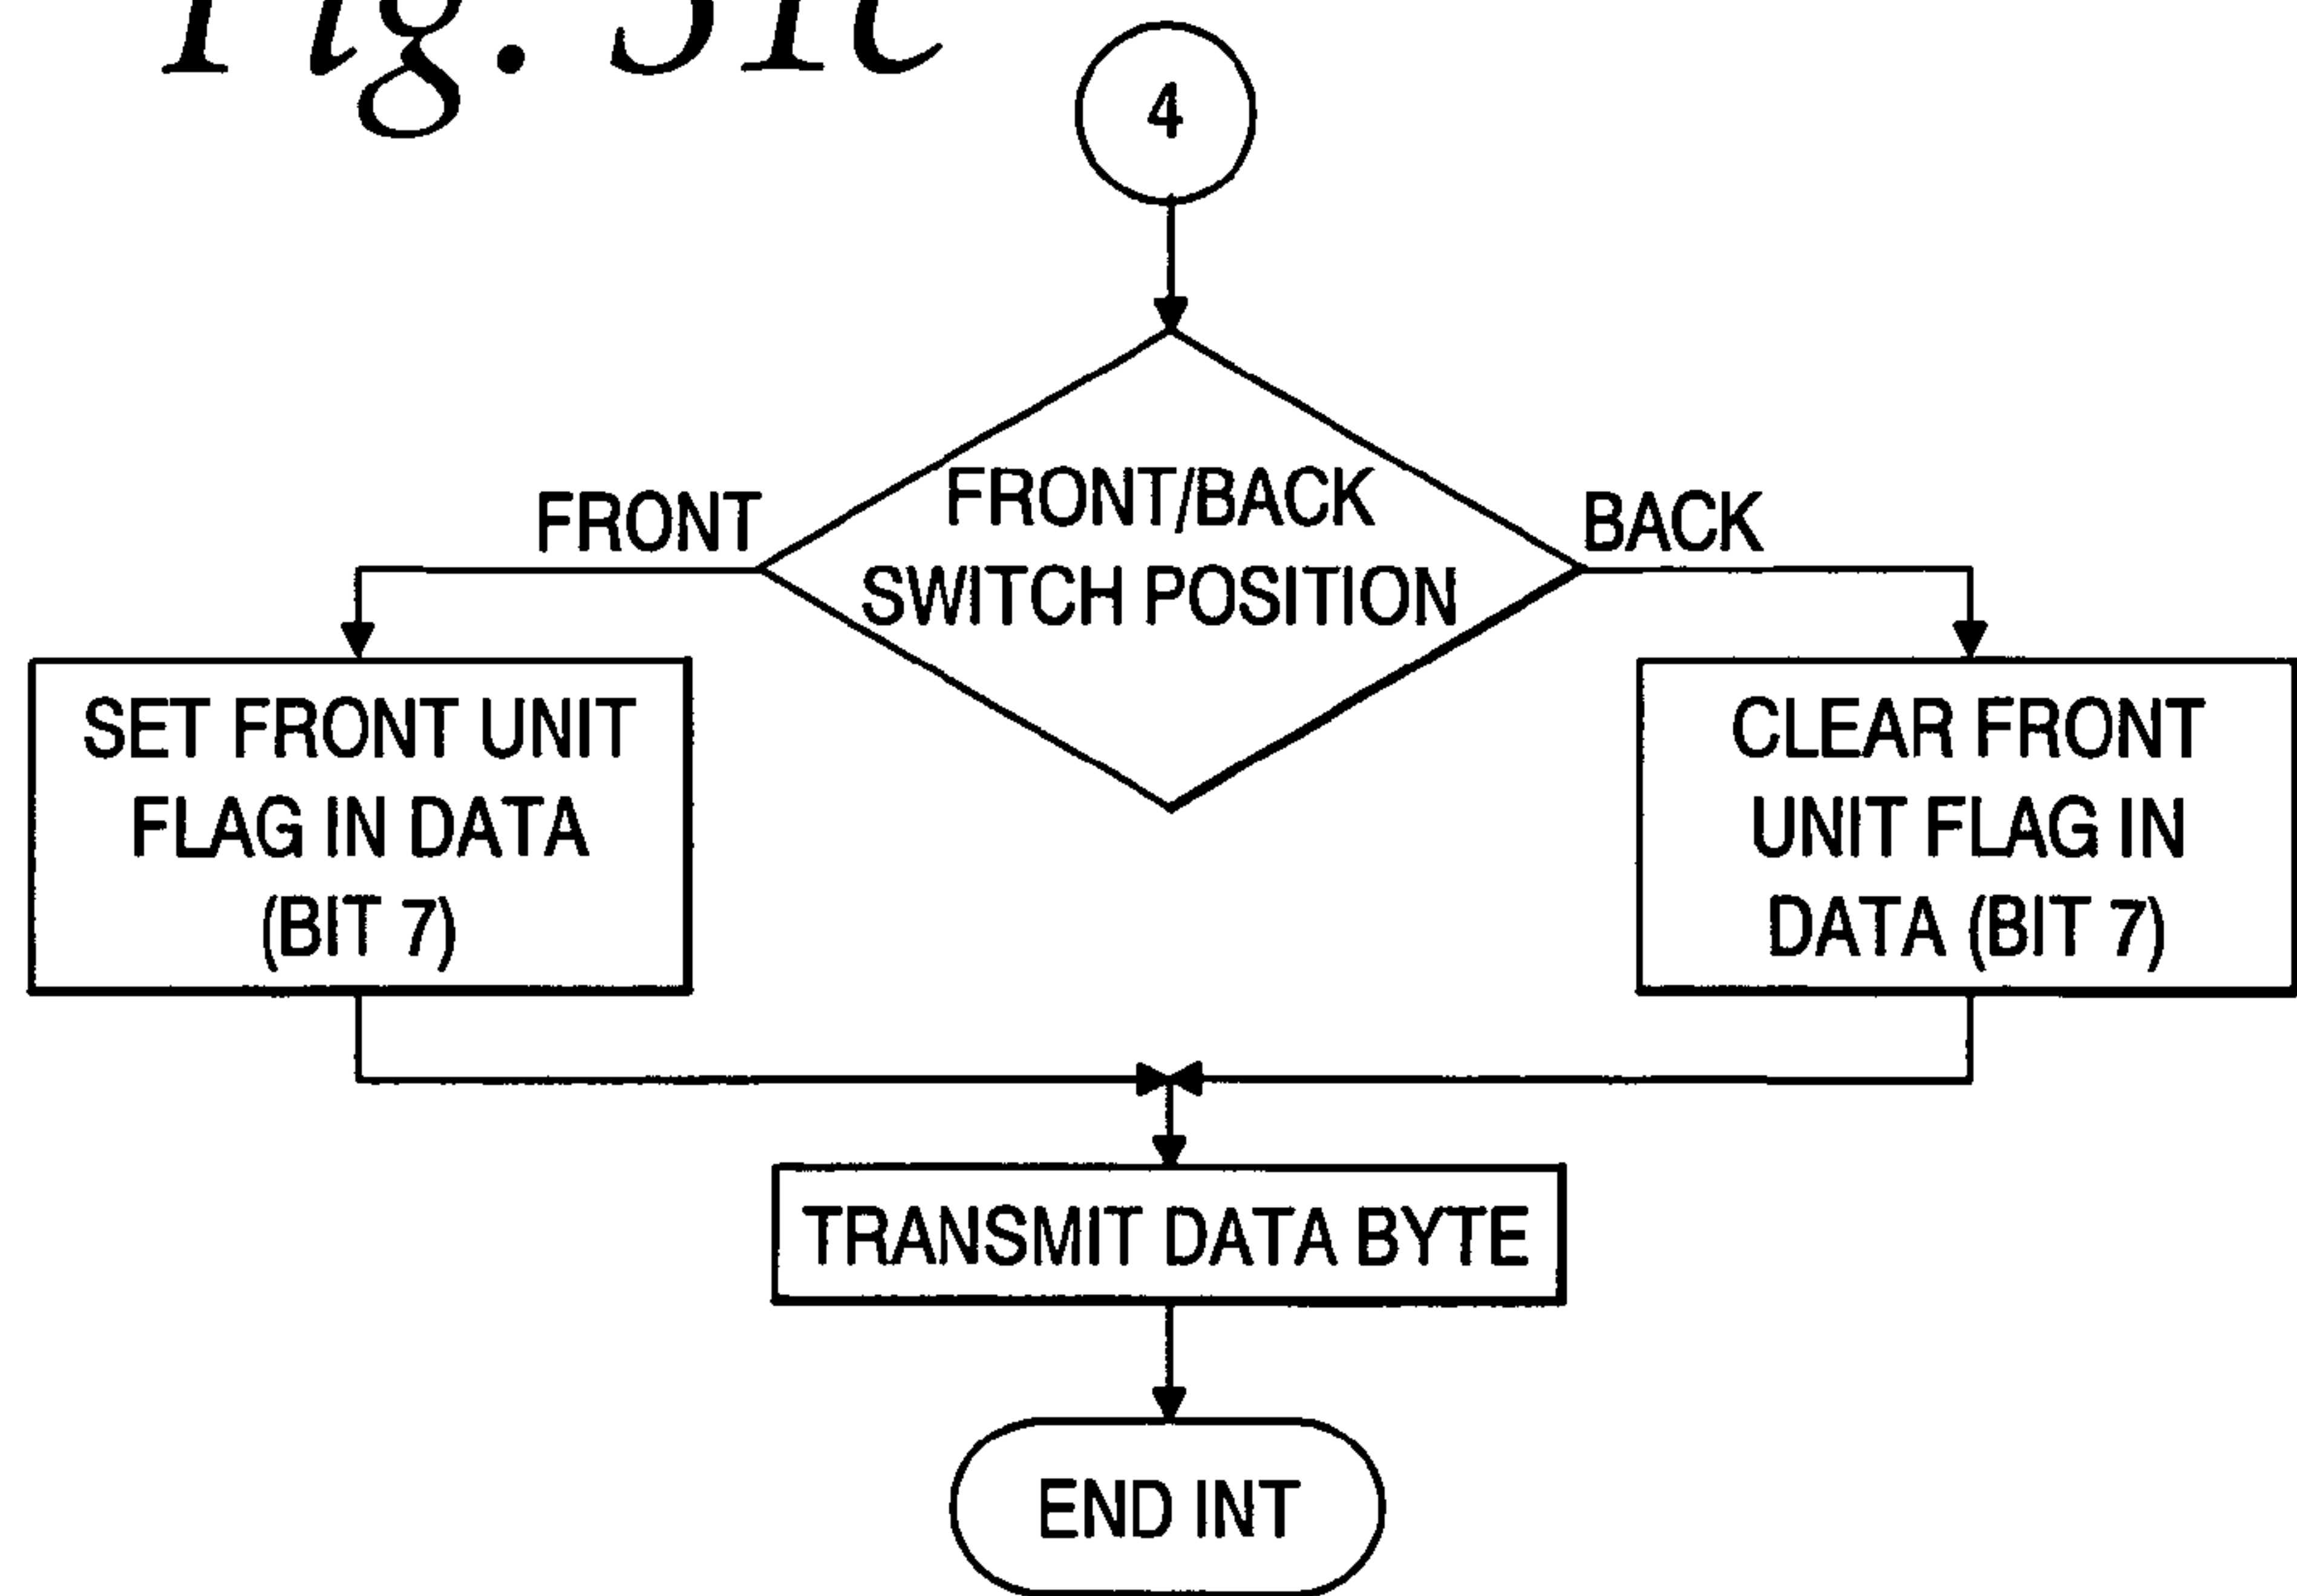 Fig. 31c
4
FRONT/BACK
SWITCH POSITION
FRONT
BACK
SET FRONT UNIT
FLAG IN DATA
(BIT 7)
CLEAR FRONT
UNIT FLAG IN
DATA (BIT 7)
TRANSMIT DATA BYTE
END INT